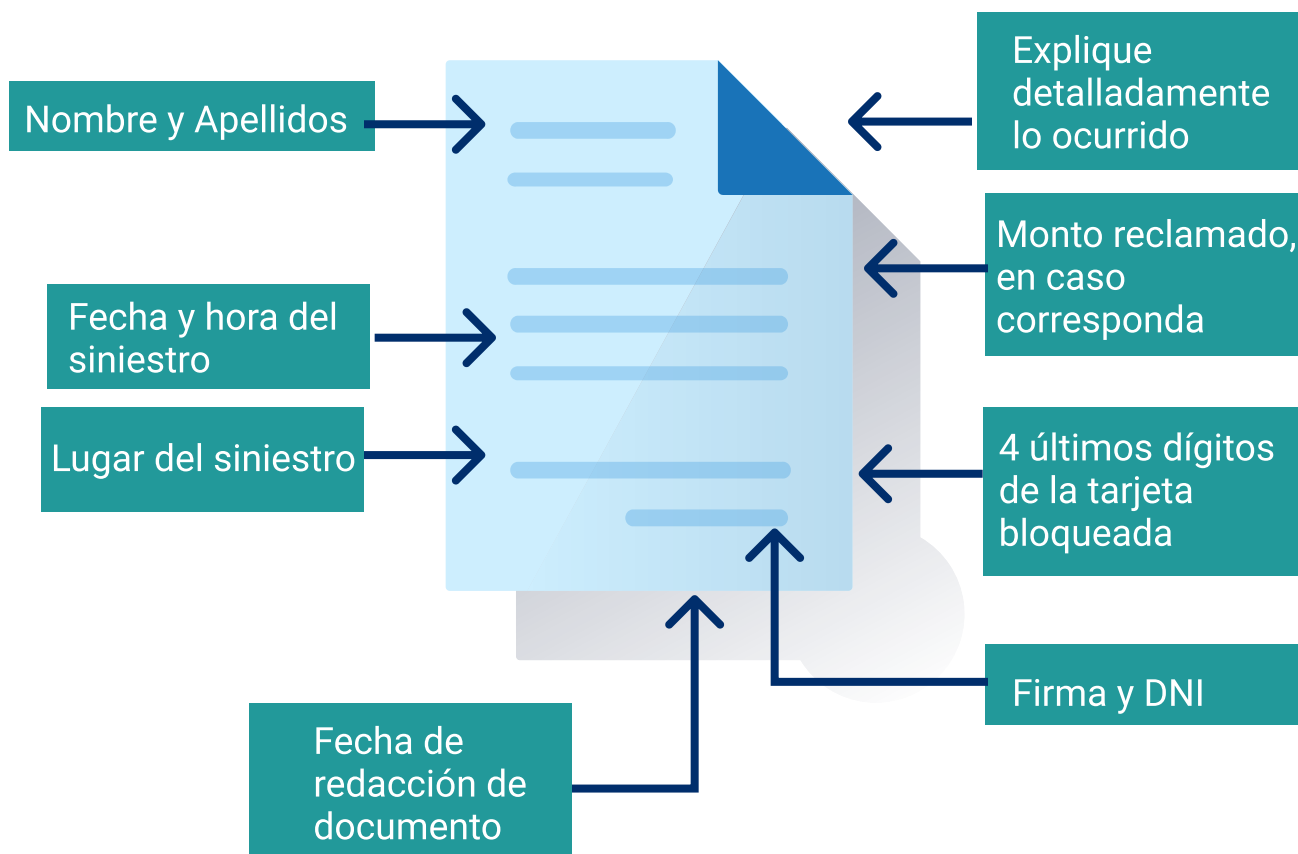 Nombre y Apellidos
Fecha y hora del
siniestro
Lugar del siniestro
Fecha de
redacción de
documento
Explique
detalladamente
lo ocurrido
Monto reclamado,
en caso
corresponda
4 últimos dígitos
de la tarjeta
bloqueada
Firma y DNI